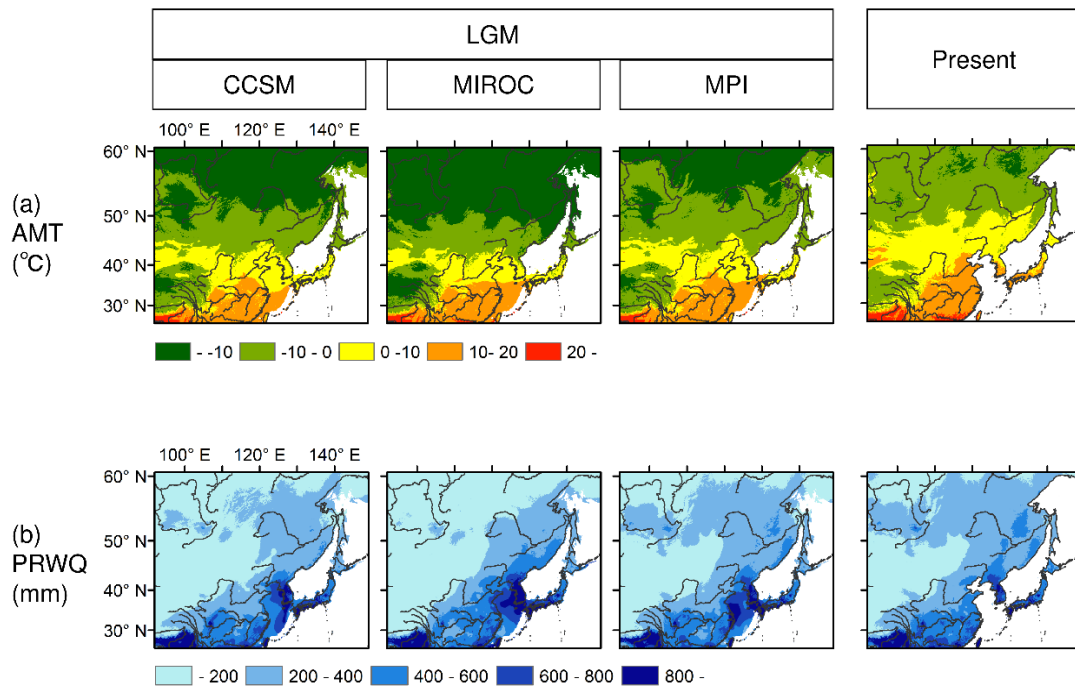 LGM
Present
CCSM
MIROC
MPI
100° E 120° E 140° E
60° N
50° N
40° N
30° N
(a)
AMT
(℃)
- -10 -10 - 0 0 -10 10- 20 20 -
100° E 120° E 140° E
60° N
50° N
40° N
30° N
(b)
PRWQ
(mm)
- 200 200 - 400 400 - 600 600 - 800 800 -